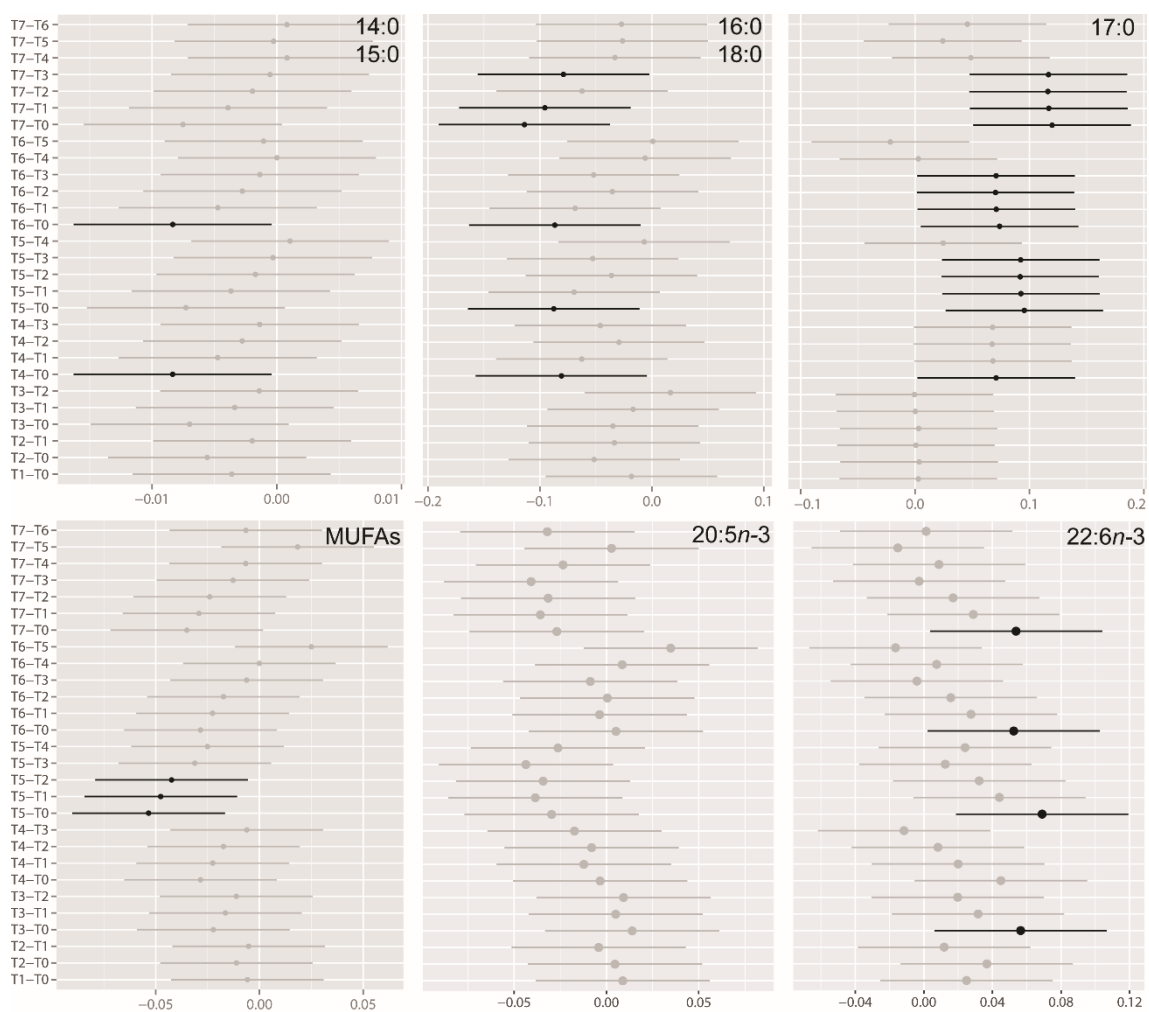 14:0
15:0
16:0
18:0
17:0
T7–T6
T7–T5
T7–T4
T7–T3
T7–T2
T7–T1
T7–T0
T6–T5
T6–T4
T6–T3
T6–T2
T6–T1
T6–T0
T5–T4
T5–T3
T5–T2
T5–T1
T5–T0
T4–T3
T4–T2
T4–T1
T4–T0
T3–T2
T3–T1
T3–T0
T2–T1
T2–T0
T1–T0
−0.01 0.00 0.01
−0.2 −0.1 0.0 0.1
−0.1 0.0 0.1 0.2
MUFAs
20:5n-3
22:6n-3
T7–T6
T7–T5
T7–T4
T7–T3
T7–T2
T7–T1
T7–T0
T6–T5
T6–T4
T6–T3
T6–T2
T6–T1
T6–T0
T5–T4
T5–T3
T5–T2
T5–T1
T5–T0
T4–T3
T4–T2
T4–T1
T4–T0
T3–T2
T3–T1
T3–T0
T2–T1
T2–T0
T1–T0
−0.05 0.00 0.05
−0.05 0.00 0.05
−0.04 0.00 0.04 0.08 0.12